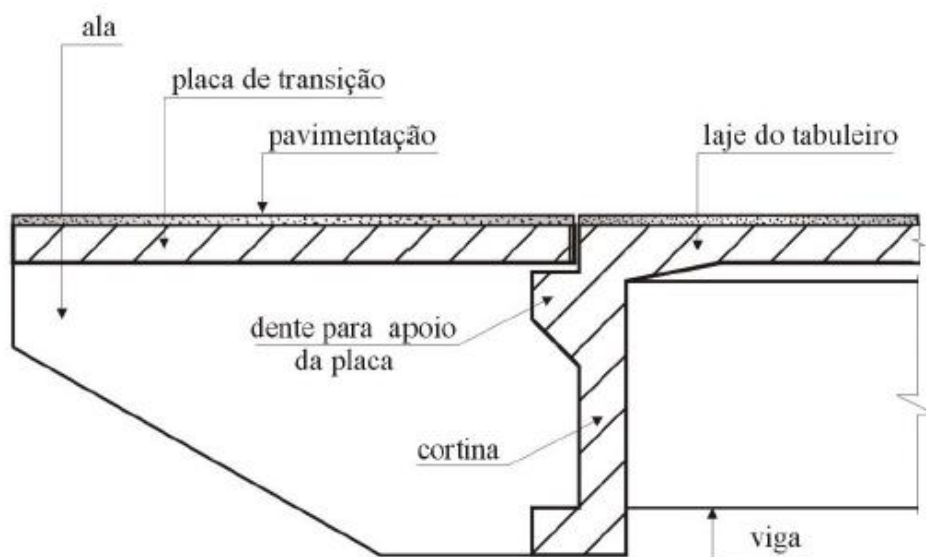 ala
placa de transição
pavimentação
laje do tabuleiro
dente para apoio
da placa
cortina
viga